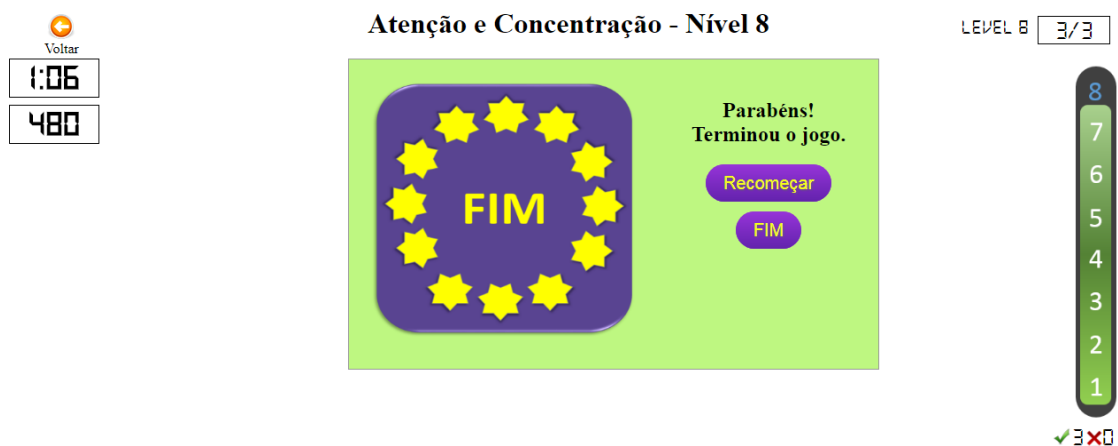 Atenção e Concentração - Nível 8
Voltar
1:06
480
LEVEL 8 3/3
FIM
Parabéns!
Terminou o jogo.
Recomeçar
FIM
8
7
6
5
4
3
2
1
3 0